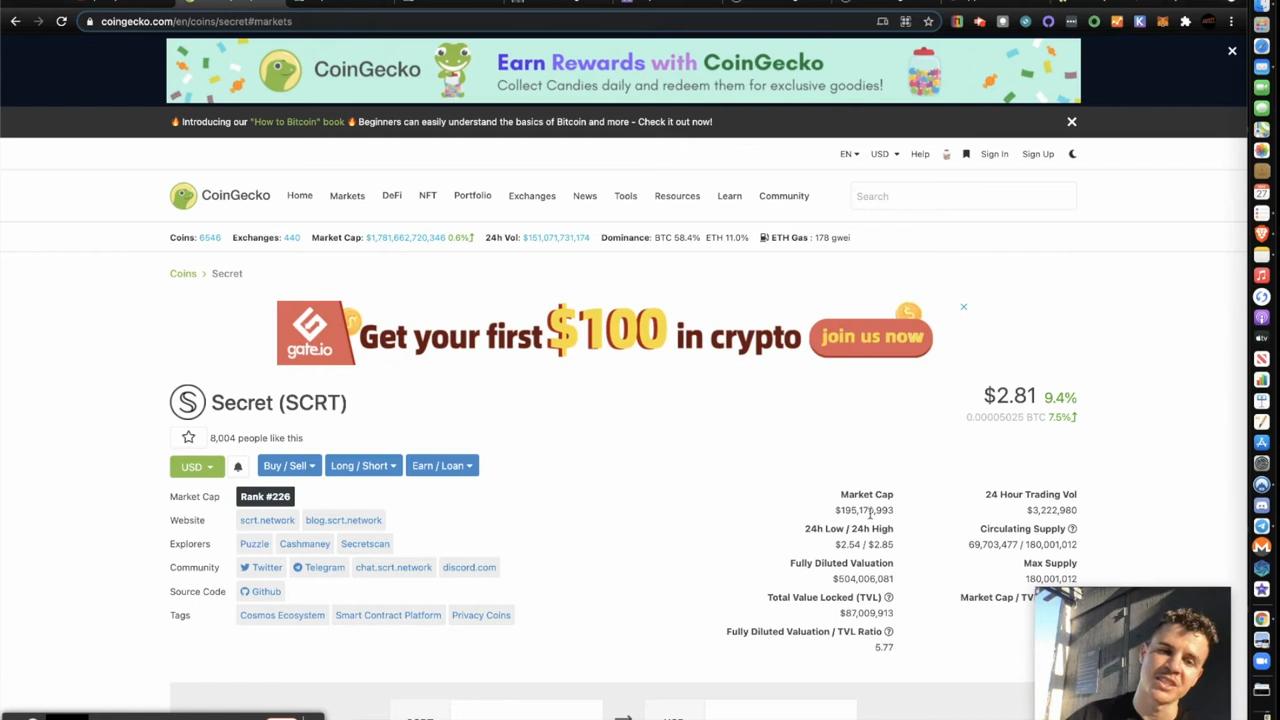 coingecko.com/en/coins/secret#markets
CoinGecko
Earn Rewards with CoinGecko
Collect Candies daily and redeem them for exclusive goodies!
Introducing our "How to Bitcoin" book 🔥 Beginners can easily understand the basics of Bitcoin and more - Check it out now!
EN USD Help Sign In Sign Up
CoinGecko Home Markets DeFi NFT Portfolio Exchanges News Tools Resources Learn Community Search
Coins: 6546 Exchanges: 440 Market Cap: $1,781,662,720,346 0.6% 24h Vol: $151,071,731,174 Dominance: BTC 58.4% ETH 11.0% ETH Gas : 178 gwei
Coins > Secret
gate.io Get your first $100 in crypto join us now
Secret (SCRT) $2.81 9.4%
0.00005025 BTC 7.5%
8,004 people like this
USD Buy / Sell Long / Short Earn / Loan
Market Cap Rank #226
Website scrt.network blog.scrt.network
Explorers Puzzle Cashmaney Secretscan
Community Twitter Telegram chat.scrt.network discord.com
Source Code Github
Tags Cosmos Ecosystem Smart Contract Platform Privacy Coins
Market Cap
$195,176,993
24h Low / 24h High
$2.54 / $2.85
Fully Diluted Valuation
$504,006,081
Total Value Locked (TVL)
$87,009,913
Fully Diluted Valuation / TVL Ratio
5.77
24 Hour Trading Vol
$3,222,980
Circulating Supply
69,703,477 / 180,001,012
Max Supply
180,001,012
Market Cap /
27